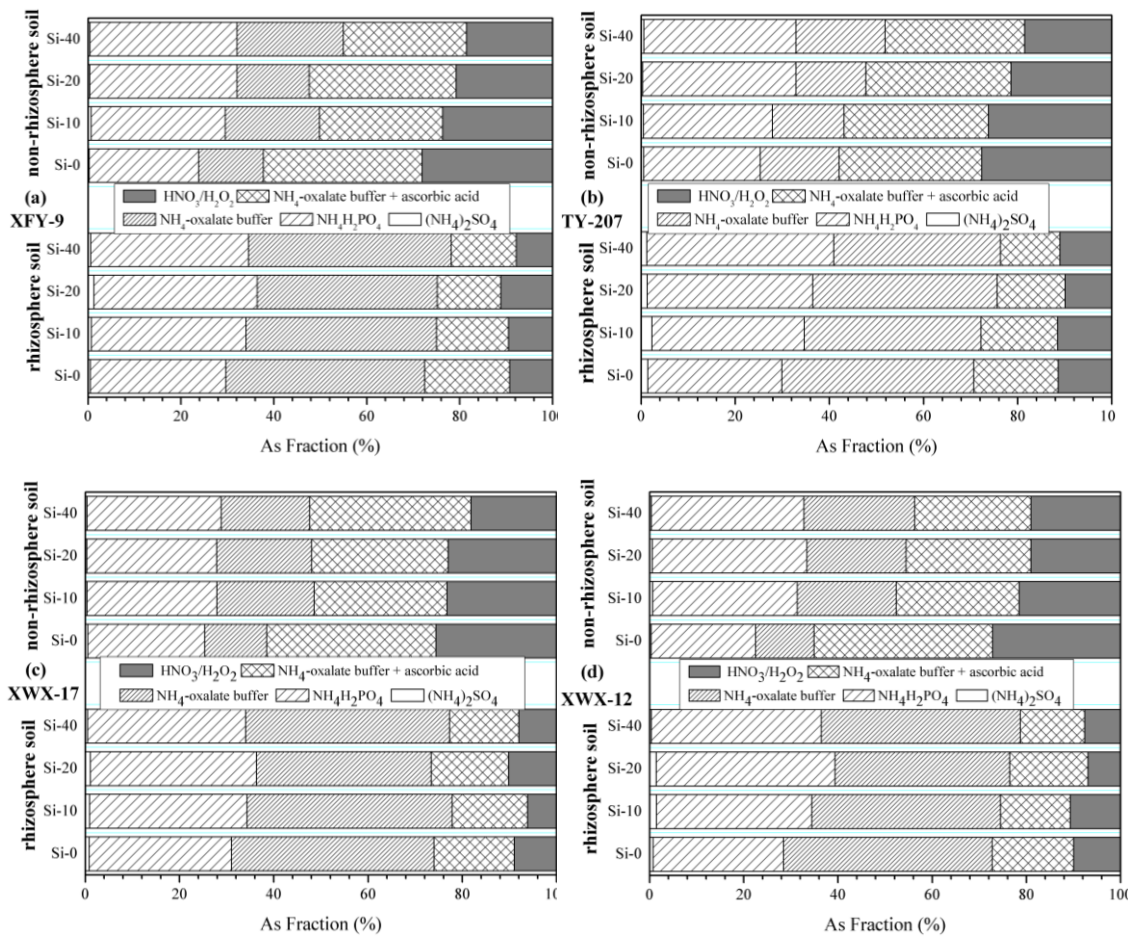 non-rhizosphere soil
Si-40
Si-20
Si-10
Si-0
(a)
XFY-9
HNO3/H2O2 NH4-oxalate buffer + ascorbic acid
NH4-oxalate buffer NH4H2PO4 (NH4)2SO4
rhizosphere soil
Si-40
Si-20
Si-10
Si-0
0 20 40 60 80 100
As Fraction (%)
non-rhizosphere soil
Si-40
Si-20
Si-10
Si-0
(b)
TY-207
HNO3/H2O2 NH4-oxalate buffer + ascorbic acid
NH4-oxalate buffer NH4H2PO4 (NH4)2SO4
rhizosphere soil
Si-40
Si-20
Si-10
Si-0
0 20 40 60 80 10
As Fraction (%)
non-rhizosphere soil
Si-40
Si-20
Si-10
Si-0
(c)
XWX-17
HNO3/H2O2 NH4-oxalate buffer + ascorbic acid
NH4-oxalate buffer NH4H2PO4 (NH4)2SO4
rhizosphere soil
Si-40
Si-20
Si-10
Si-0
0 20 40 60 80 100
As Fraction (%)
non-rhizosphere soil
Si-40
Si-20
Si-10
Si-0
(d)
XWX-12
HNO3/H2O2 NH4-oxalate buffer + ascorbic acid
NH4-oxalate buffer NH4H2PO4 (NH4)2SO4
rhizosphere soil
Si-40
Si-20
Si-10
Si-0
0 20 40 60 80 100
As Fraction (%)